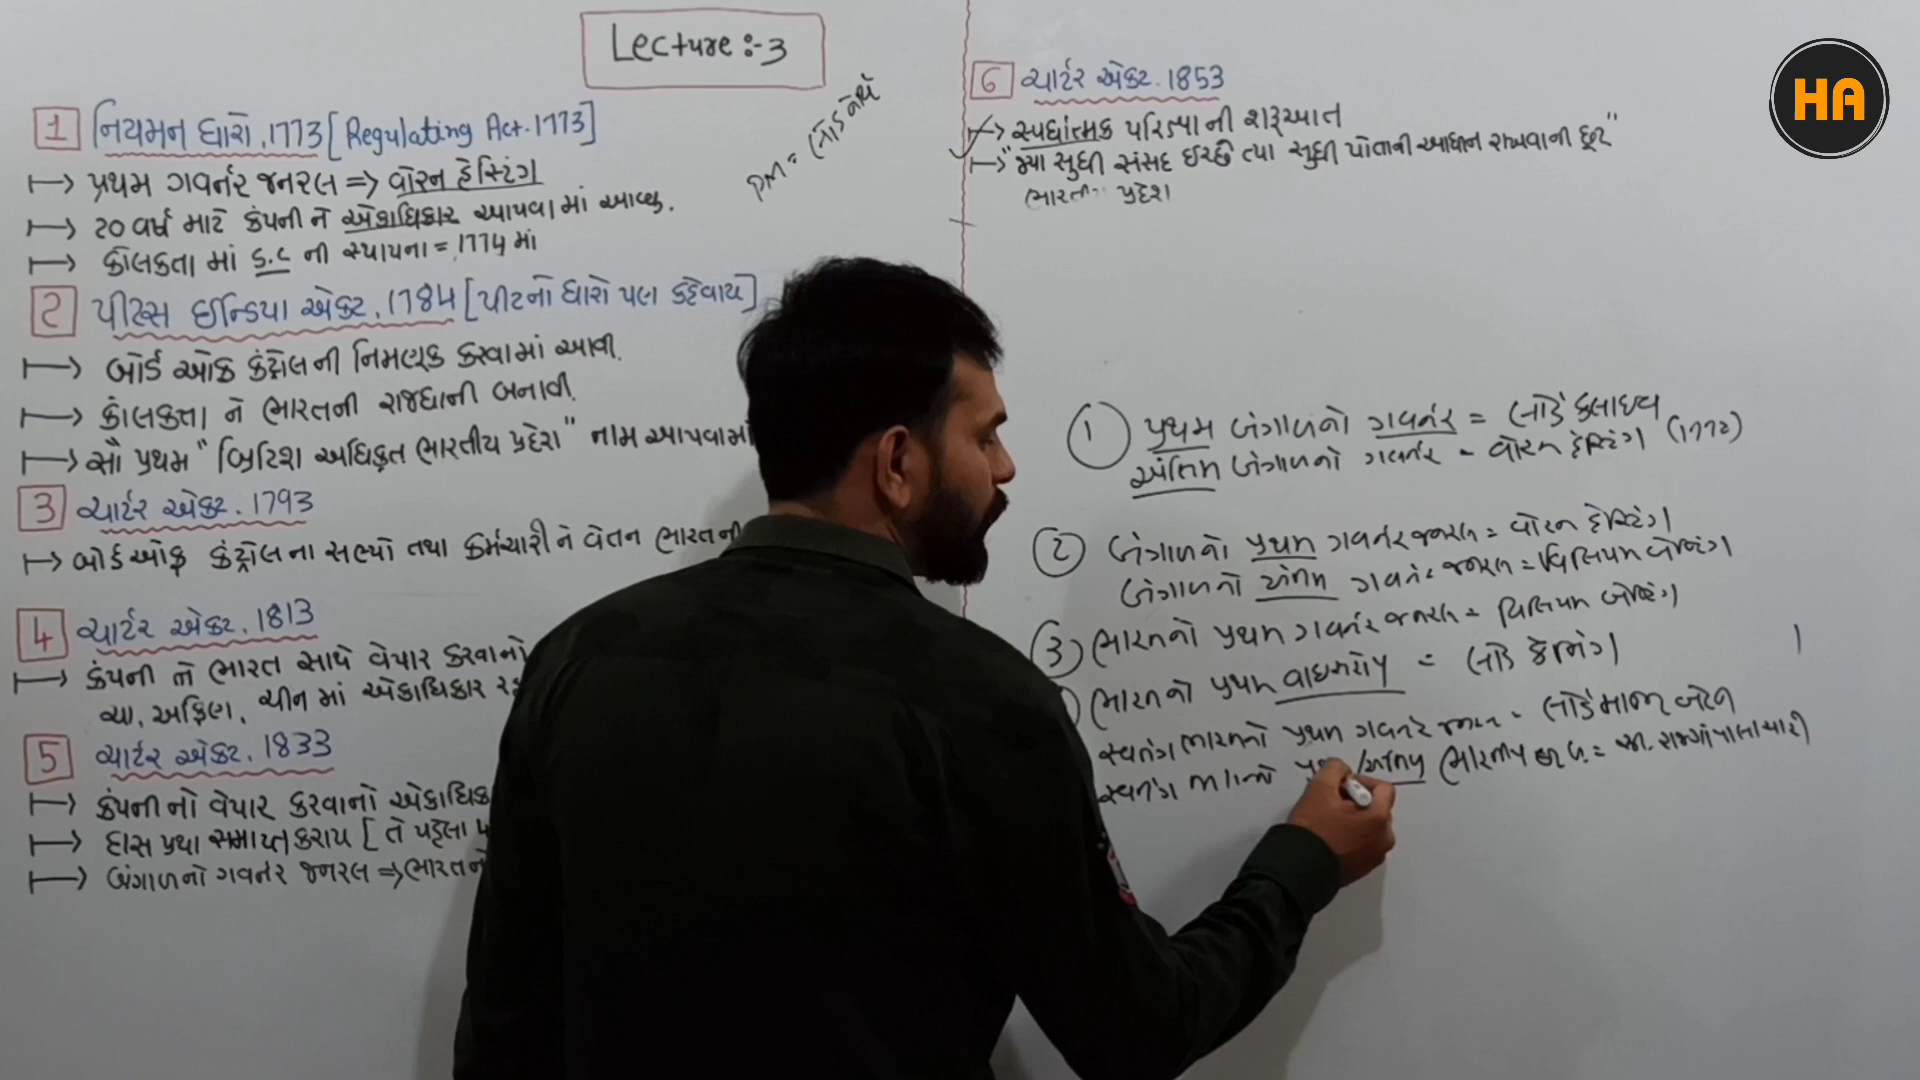 Lecture :- 3
1 નિયમન ધારો, 1773 [Regulating Act. 1773]
પ્રથમ ગવર્નર જનરલ => વોરન હેસ્ટિંગ
20 વર્ષ માટે કંપની ને એકાધિકાર આપવામાં આવ્યુ.
કોલકતા માં S.C ની સ્થાપના = 1774 માં
2 પીટ્સ ઈન્ડિયા એક્ટ, 1784 [પીટનો ધારો પણ કહેવાય]
બોર્ડ ઓફ કંટ્રોલની નિમણૂક કરવામાં આવી.
કોલકત્તા ને ભારતની રાજધાની બનાવી.
સૌ પ્રથમ "બ્રિટિશ અધિકૃત ભારતીય પ્રદેશ" નામ આપવામાં
3 ચાર્ટર એક્ટ. 1793
બોર્ડ ઓફ કંટ્રોલના સભ્યો તથા કર્મચારી ને વેતન ભારતની
4 ચાર્ટર એક્ટ. 1813
કંપની ને ભારત સાથે વેપાર કરવાનો
ચા, અફિણ, ચીન માં એકાધિકાર
5 ચાર્ટર એક્ટ. 1833
કંપનીનો વેપાર કરવાનો એકાધિકા
દાસ પ્રથા સમાપ્ત કરાય [તે પહેલા
બંગાળનો ગવર્નર જનરલ => ભારતનો
PM =
6 ચાર્ટર એક્ટ. 1853
સ્પર્ધાત્મક પરિક્ષાની શરૂઆત
"જ્યા સુધી સંસદ ઈચ્છે ત્યા સુધી પોતાની આધીન રાખવાની છૂટ"
ભારતીય પ્રદેશ
1 પ્રથમ બંગાળનો ગવર્નર = લોર્ડ કલાઇવ
અંતિમ બંગાળનો ગવર્નર = વોરન હેસ્ટિંગ (1772)
2 બંગાળનો પ્રથમ ગવર્નર જનરલ = વોરન હેસ્ટિંગ
બંગાળનો અંતિમ ગવર્નર જનરલ = વિલિયમ બેન્ટિંગ
3 ભારતનો પ્રથમ ગવર્નર જનરલ = વિલિયમ બેન્ટિંગ
ભારતનો પ્રથમ વાઇસરોય = લોર્ડ કેનિંગ
સ્વતંત્ર ભારતનો પ્રથમ ગવર્નર જનરલ = લોર્ડ માઉન્ટ બેટન
સ્વતંત્ર ભારતનો પ્રથમ/અંતિમ ભારતીય ગ.જ. = સી. રાજગોપાલાચારી
HA